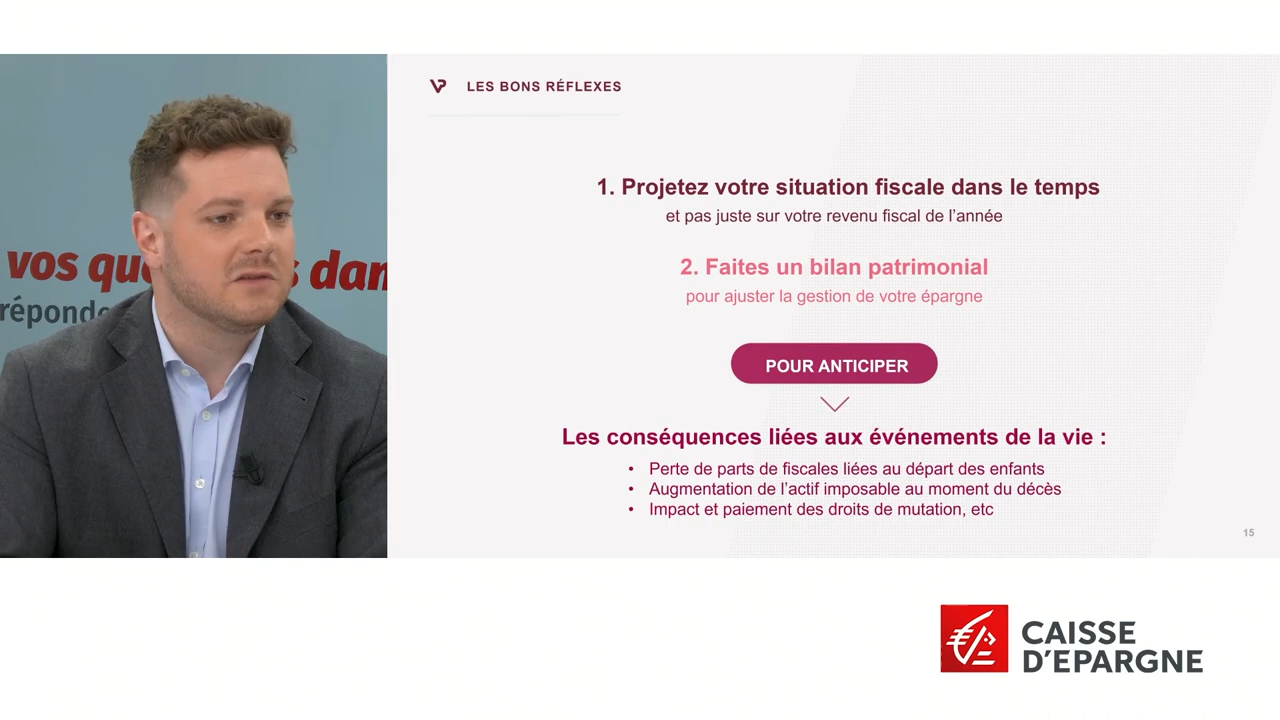 LES BONS RÉFLEXES
1. Projetez votre situation fiscale dans le temps
et pas juste sur votre revenu fiscal de l'année
2. Faites un bilan patrimonial
pour ajuster la gestion de votre épargne
POUR ANTICIPER
Les conséquences liées aux événements de la vie :
• Perte de parts de fiscales liées au départ des enfants
• Augmentation de l'actif imposable au moment du décès
• Impact et paiement des droits de mutation, etc
15
vos
réponde
CAISSE
D'EPARGNE